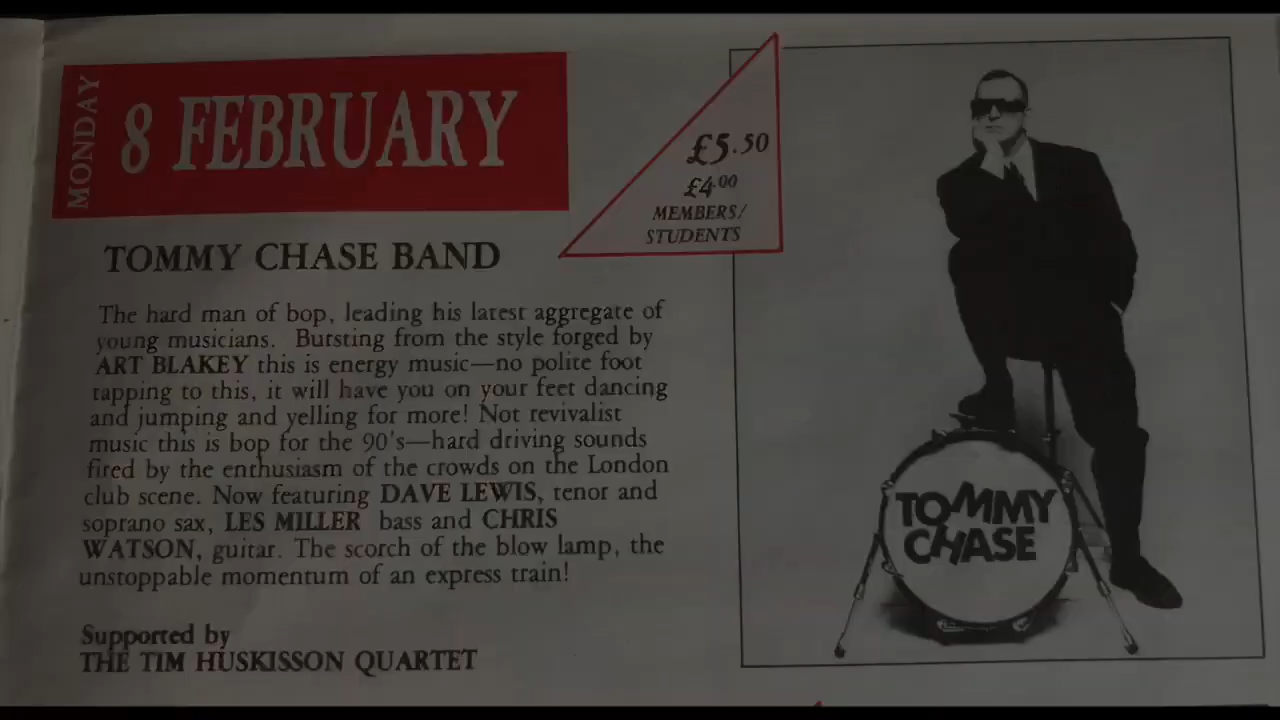 MONDAY
8 FEBRUARY
£5.50
£4.00
MEMBERS/
STUDENTS
TOMMY CHASE BAND
The hard man of bop, leading his latest aggregate of
young musicians. Bursting from the style forged by
ART BLAKEY this is energy music—no polite foot
tapping to this, it will have you on your feet dancing
and jumping and yelling for more! Not revivalist
music this is bop for the 90's—hard driving sounds
fired by the enthusiasm of the crowds on the London
club scene. Now featuring DAVE LEWIS, tenor and
soprano sax, LES MILLER bass and CHRIS
WATSON, guitar. The scorch of the blow lamp, the
unstoppable momentum of an express train!
Supported by
THE TIM HUSKISSON QUARTET
TOMMY
CHASE